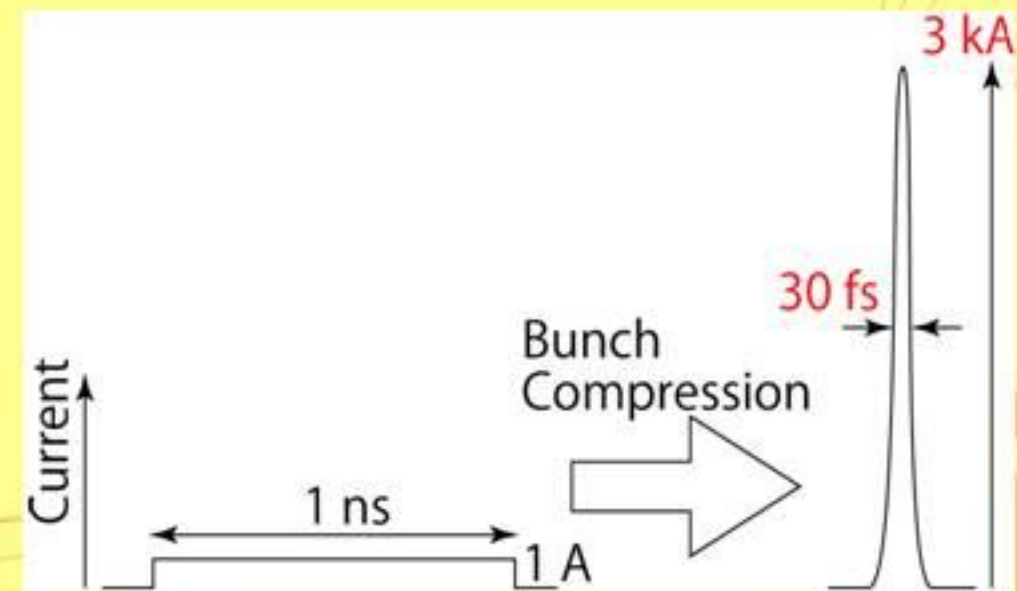 3 kA
30 fs
Bunch
Compression
Current
1 ns
1 A